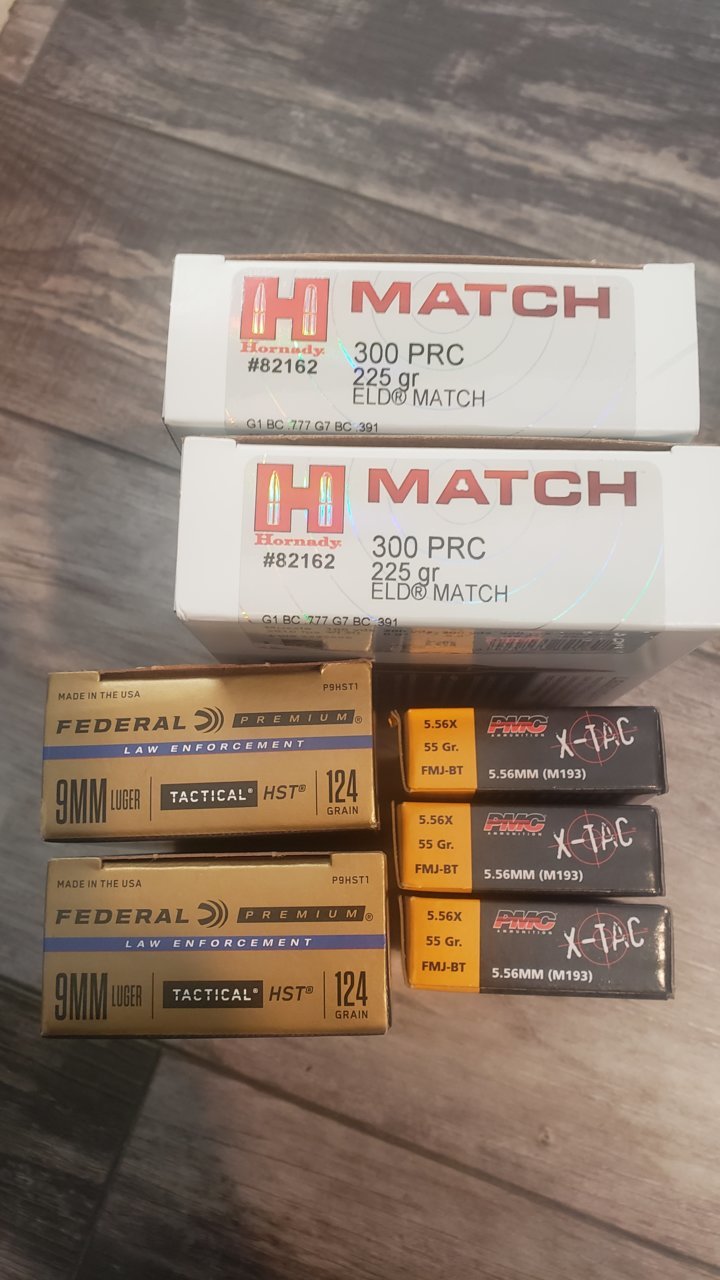 MATCH
Hornady
#82162
300 PRC
225 gr
ELD® MATCH
G1 BC .777 G7 BC .391
MATCH
Hornady
#82162
300 PRC
225 gr
ELD® MATCH
G1 BC .777 G7 BC .391
MADE IN THE USA P9HST1
FEDERAL PREMIUM®
LAW ENFORCEMENT
9MM LUGER TACTICAL® HST® 124 GRAIN
MADE IN THE USA P9HST1
FEDERAL PREMIUM®
LAW ENFORCEMENT
9MM LUGER TACTICAL® HST® 124 GRAIN
5.56X
55 Gr.
FMJ-BT
PMC
AMMUNITION
X-TAC
5.56MM (M193)
5.56X
55 Gr.
FMJ-BT
PMC
AMMUNITION
X-TAC
5.56MM (M193)
5.56X
55 Gr.
FMJ-BT
PMC
AMMUNITION
X-TAC
5.56MM (M193)